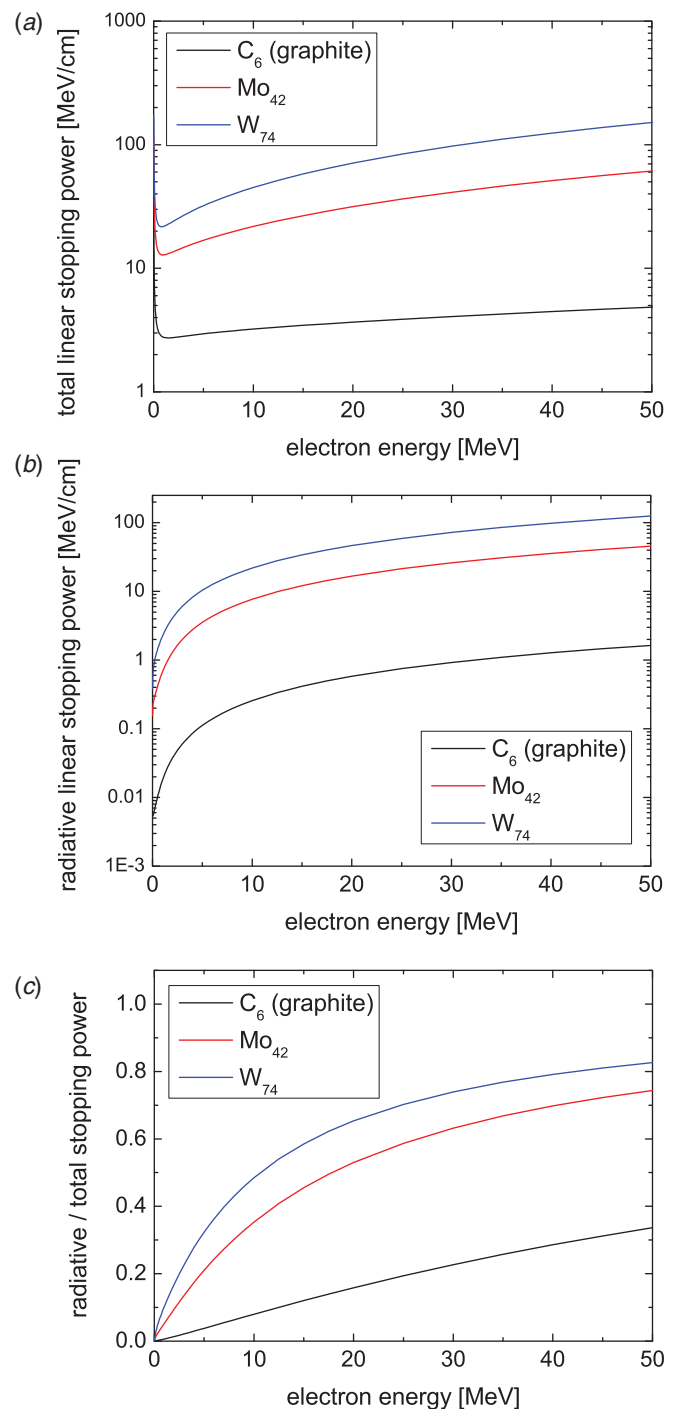 (a)
total linear stopping power [MeV/cm]
1000
100
10
1
C6 (graphite)
Mo42
W74
0 10 20 30 40 50
electron energy [MeV]
(b)
radiative linear stopping power [MeV/cm]
100
10
1
0.1
0.01
1E-3
C6 (graphite)
Mo42
W74
0 10 20 30 40 50
electron energy [MeV]
(c)
radiative / total stopping power
1.0
0.8
0.6
0.4
0.2
0.0
C6 (graphite)
Mo42
W74
0 10 20 30 40 50
electron energy [MeV]